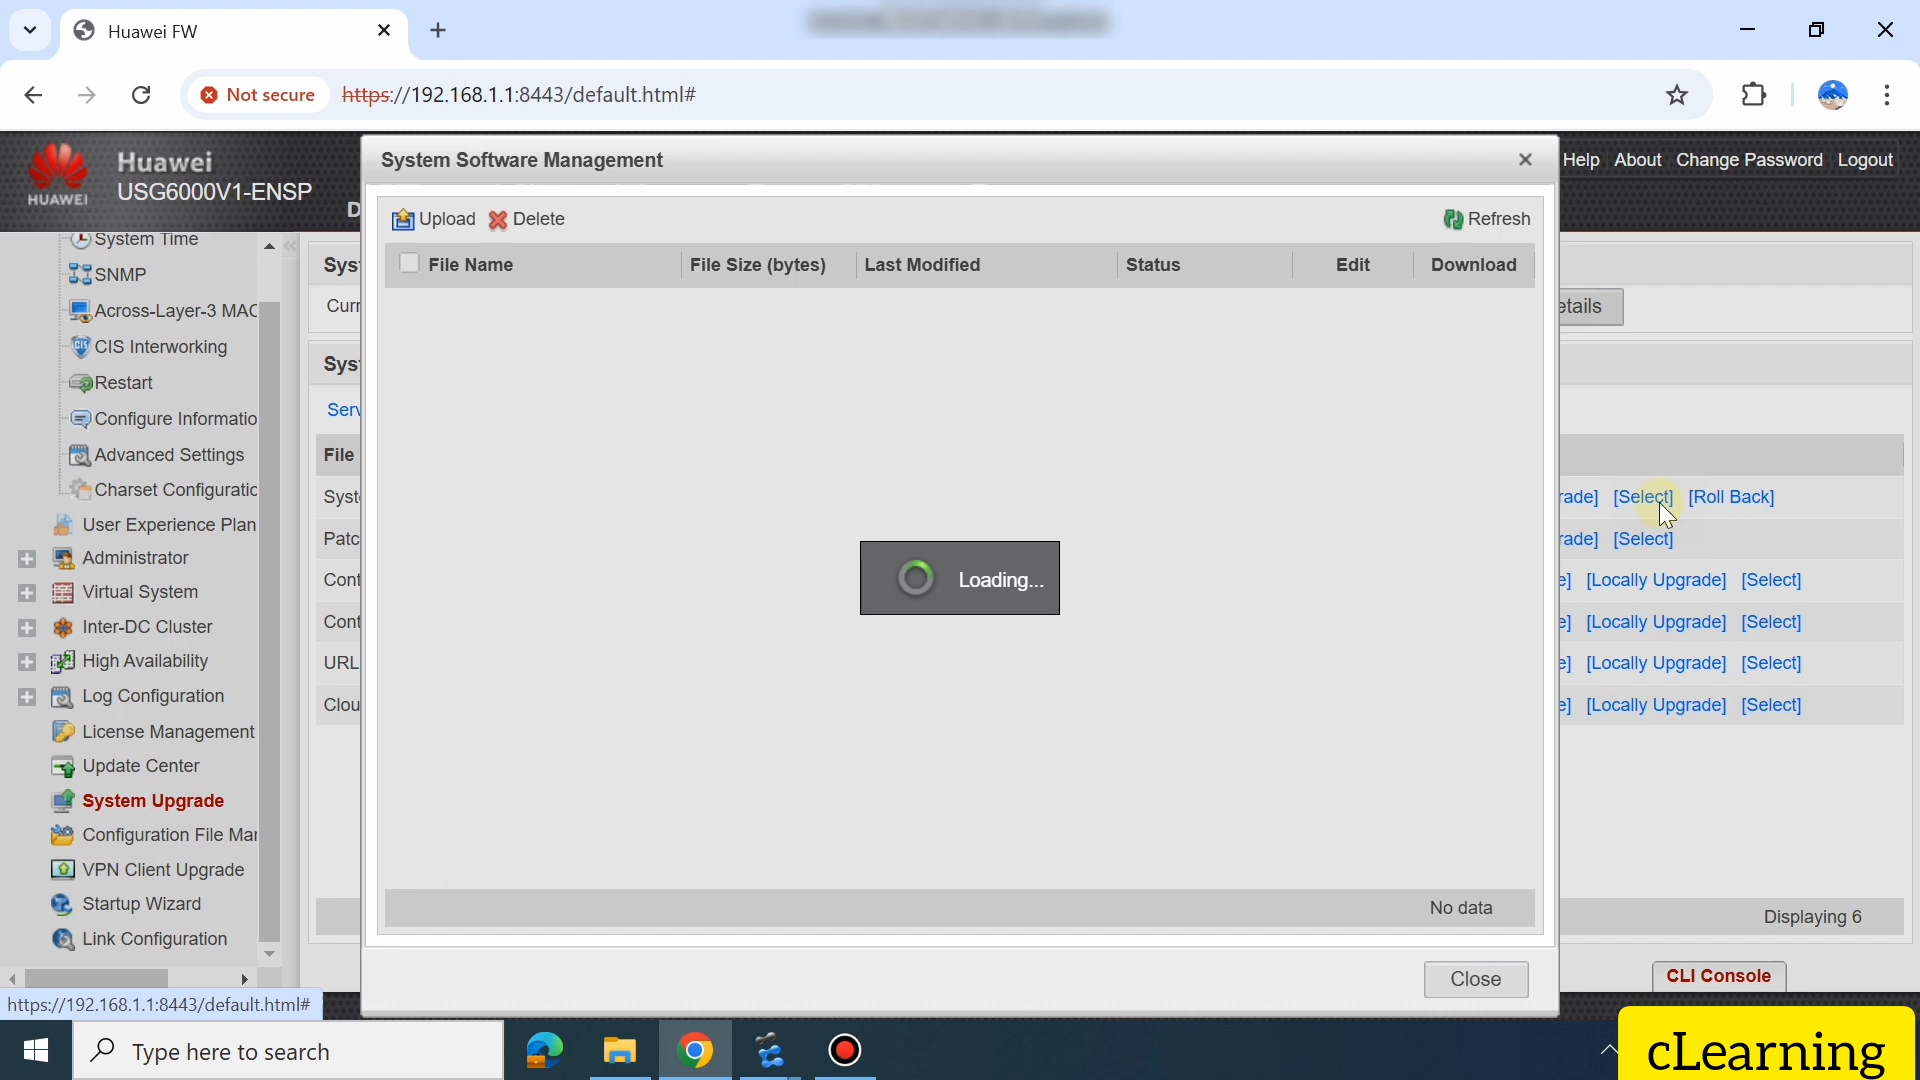 Huawei FW
Not secure https://192.168.1.1:8443/default.html#
HUAWEI
Huawei
USG6000V1-ENSP
D
Help About Change Password Logout
System Software Management
Upload Delete Refresh
File Name File Size (bytes) Last Modified Status Edit Download
Loading...
No data
Close
System Time
SNMP
Across-Layer-3 MAC
CIS Interworking
Restart
Configure Informatio
Advanced Settings
Charset Configuratic
User Experience Plan
Administrator
Virtual System
Inter-DC Cluster
High Availability
Log Configuration
License Management
Update Center
System Upgrade
Configuration File Mar
VPN Client Upgrade
Startup Wizard
Link Configuration
Syst
Curr
etails
Syst
Serv
File
Syste
rade] [Select] [Roll Back]
Patc
rade] [Select]
Cont
e] [Locally Upgrade] [Select]
Cont
e] [Locally Upgrade] [Select]
URL
e] [Locally Upgrade] [Select]
Clou
e] [Locally Upgrade] [Select]
Displaying 6
CLI Console
https://192.168.1.1:8443/default.html#
Type here to search
cLearning